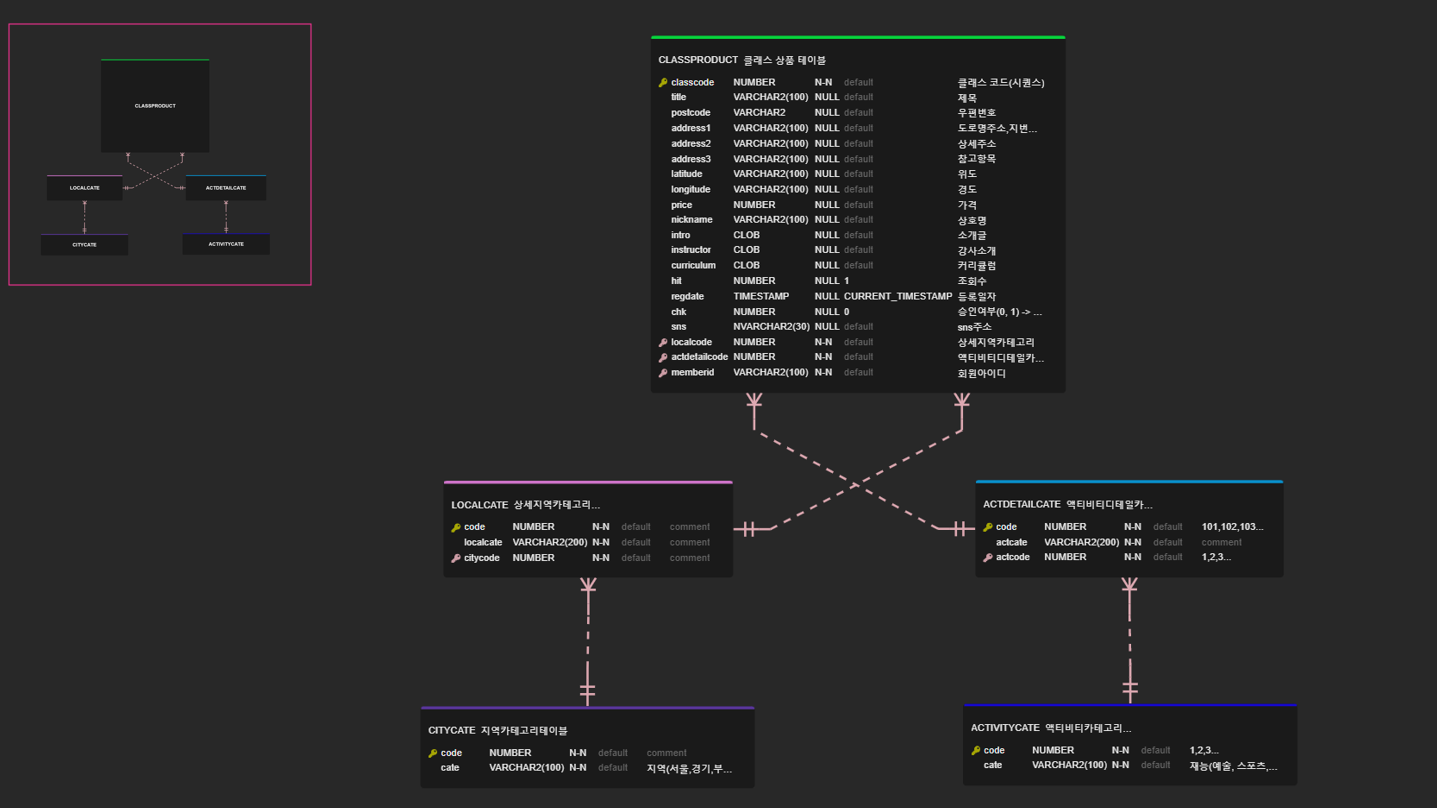 CLASSPRODUCT
LOCALCATE
ACTDETAILCATE
CITYCATE
ACTIVITYCATE
CLASSPRODUCT 클래스 상품 테이블
classcode NUMBER N-N default 클래스 코드(시퀀스)
title VARCHAR2(100) NULL default 제목
postcode VARCHAR2 NULL default 우편번호
address1 VARCHAR2(100) NULL default 도로명주소,지번...
address2 VARCHAR2(100) NULL default 상세주소
address3 VARCHAR2(100) NULL default 참고항목
latitude VARCHAR2(100) NULL default 위도
longitude VARCHAR2(100) NULL default 경도
price NUMBER NULL default 가격
nickname VARCHAR2(100) NULL default 상호명
intro CLOB NULL default 소개글
instructor CLOB NULL default 강사소개
curriculum CLOB NULL default 커리큘럼
hit NUMBER NULL 1 조회수
regdate TIMESTAMP NULL CURRENT_TIMESTAMP 등록일자
chk NUMBER NULL 0 승인여부(0, 1) -> ...
sns NVARCHAR2(30) NULL default sns주소
localcode NUMBER N-N default 상세지역카테고리
actdetailcode NUMBER N-N default 액티비티디테일카...
memberid VARCHAR2(100) N-N default 회원아이디
LOCALCATE 상세지역카테고리...
code NUMBER N-N default comment
localcate VARCHAR2(200) N-N default comment
citycode NUMBER N-N default comment
ACTDETAILCATE 액티비티디테일카...
code NUMBER N-N default 101,102,103...
actcate VARCHAR2(200) N-N default comment
actcode NUMBER N-N default 1,2,3...
CITYCATE 지역카테고리테이블
code NUMBER N-N default comment
cate VARCHAR2(100) N-N default 지역(서울,경기,부...
ACTIVITYCATE 액티비티카테고리...
code NUMBER N-N default 1,2,3...
cate VARCHAR2(100) N-N default 재능(예술, 스포츠,...